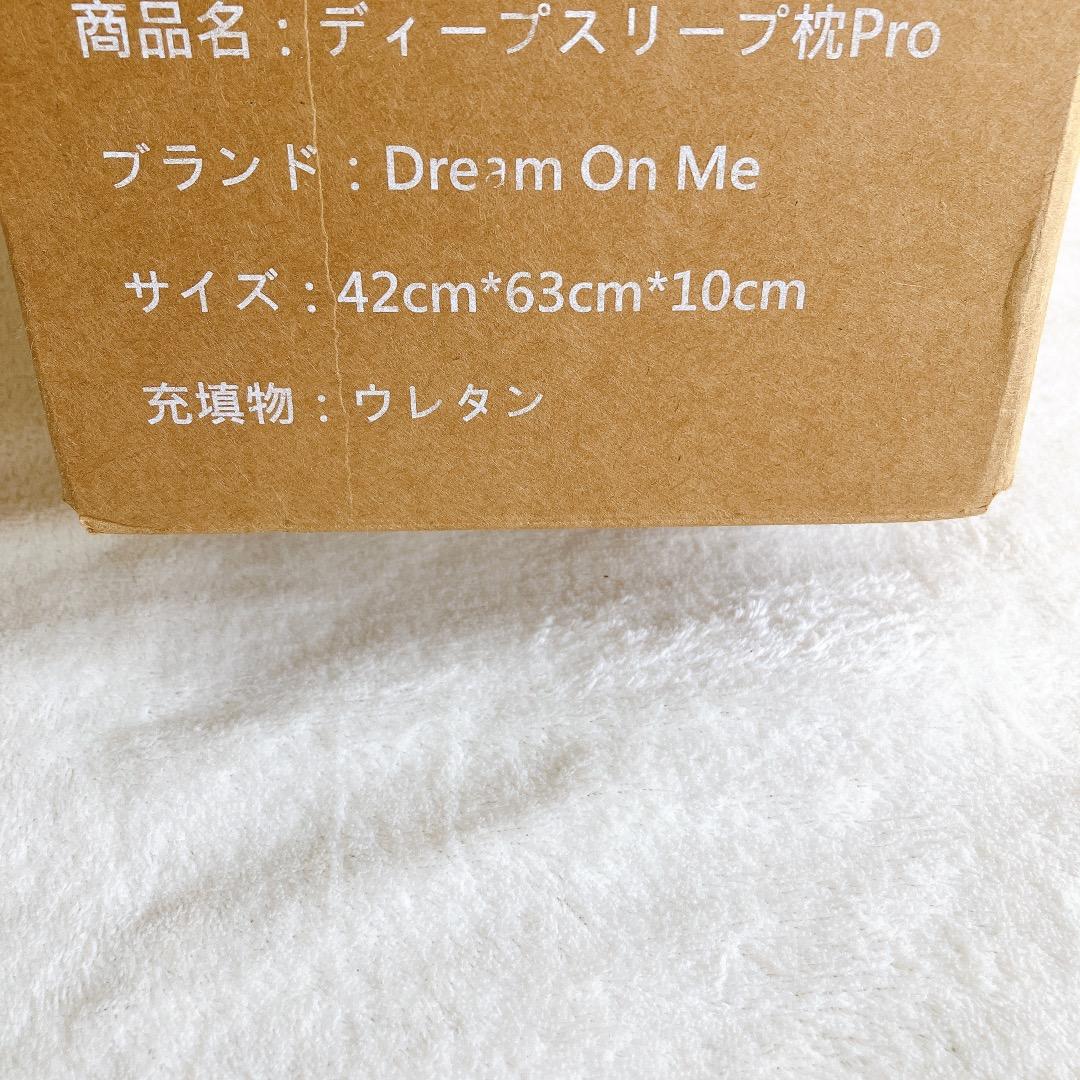 商品名：ディープスリープ枕Pro
ブランド：Dream On Me
サイズ：42cm*63cm*10cm
充填物：ウレタン